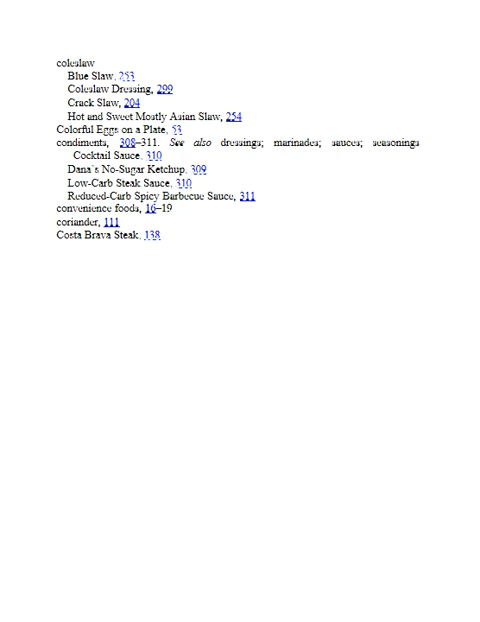 coleslaw
Blue Slaw, 253
Coleslaw Dressing, 299
Crack Slaw, 204
Hot and Sweet Mostly Asian Slaw, 254
Colorful Eggs on a Plate, 53
condiments, 308–311. See also dressings; marinades; sauces; seasonings
Cocktail Sauce, 310
Dana's No-Sugar Ketchup, 309
Low-Carb Steak Sauce, 310
Reduced-Carb Spicy Barbecue Sauce, 311
convenience foods, 16–19
coriander, 111
Costa Brava Steak, 138